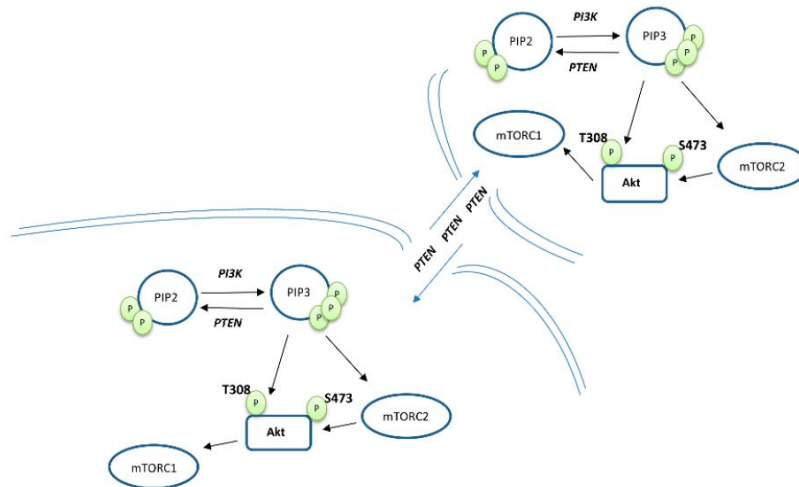 PI3K
PIP2
PIP3
P
P
P
P
P
PTEN
mTORC1
T308
S473
P
P
mTORC2
Akt
PTEN
PTEN
PTEN
PI3K
PIP2
PIP3
P
P
P
P
P
PTEN
T308
S473
P
P
mTORC2
Akt
mTORC1